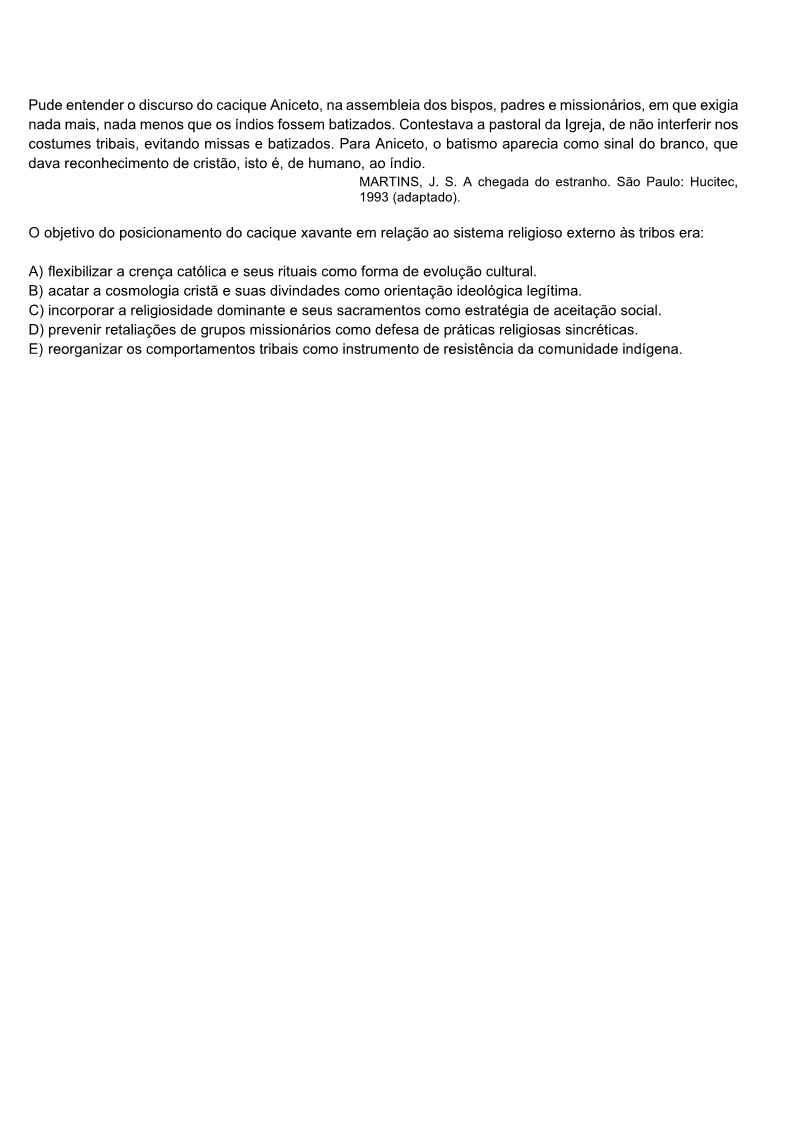 Pude entender o discurso do cacique Aniceto, na assembleia dos bispos, padres e missionários, em que exigia
nada mais, nada menos que os índios fossem batizados. Contestava a pastoral da Igreja, de não interferir nos
costumes tribais, evitando missas e batizados. Para Aniceto, o batismo aparecia como sinal do branco, que
dava reconhecimento de cristão, isto é, de humano, ao índio.
MARTINS, J. S. A chegada do estranho. São Paulo: Hucitec,
1993 (adaptado).
O objetivo do posicionamento do cacique xavante em relação ao sistema religioso externo às tribos era:
A) flexibilizar a crença católica e seus rituais como forma de evolução cultural.
B) acatar a cosmologia cristã e suas divindades como orientação ideológica legítima.
C) incorporar a religiosidade dominante e seus sacramentos como estratégia de aceitação social.
D) prevenir retaliações de grupos missionários como defesa de práticas religiosas sincréticas.
E) reorganizar os comportamentos tribais como instrumento de resistência da comunidade indígena.